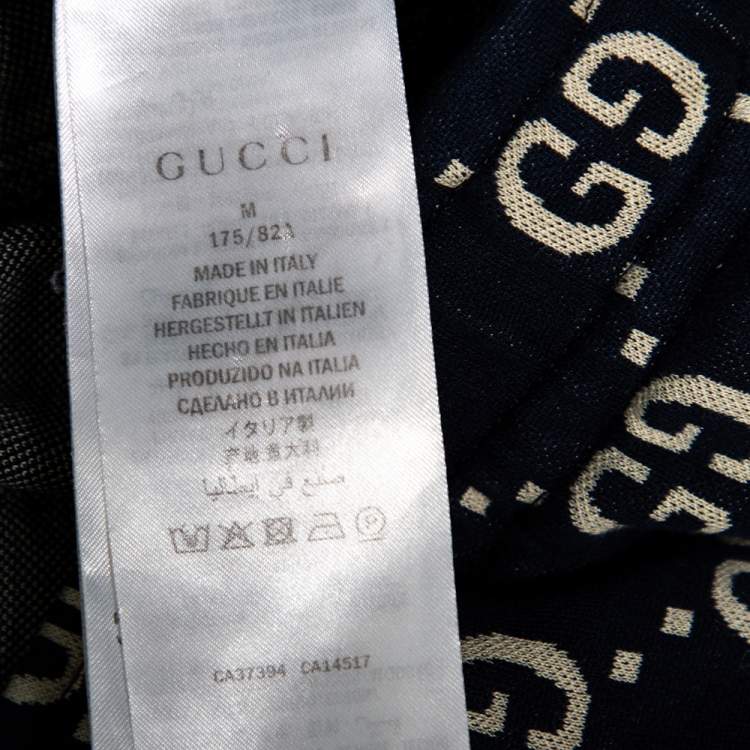 GUCCI
M
175/82A
MADE IN ITALY
FABRIQUE EN ITALIE
HERGESTELLT IN ITALIEN
HECHO EN ITALIA
PRODUZIDO NA ITALIA
СДЕЛАНО В ИТАЛИИ
イタリア製
产地意大利
صنع في إيطاليا
P
CA37394 CA14517